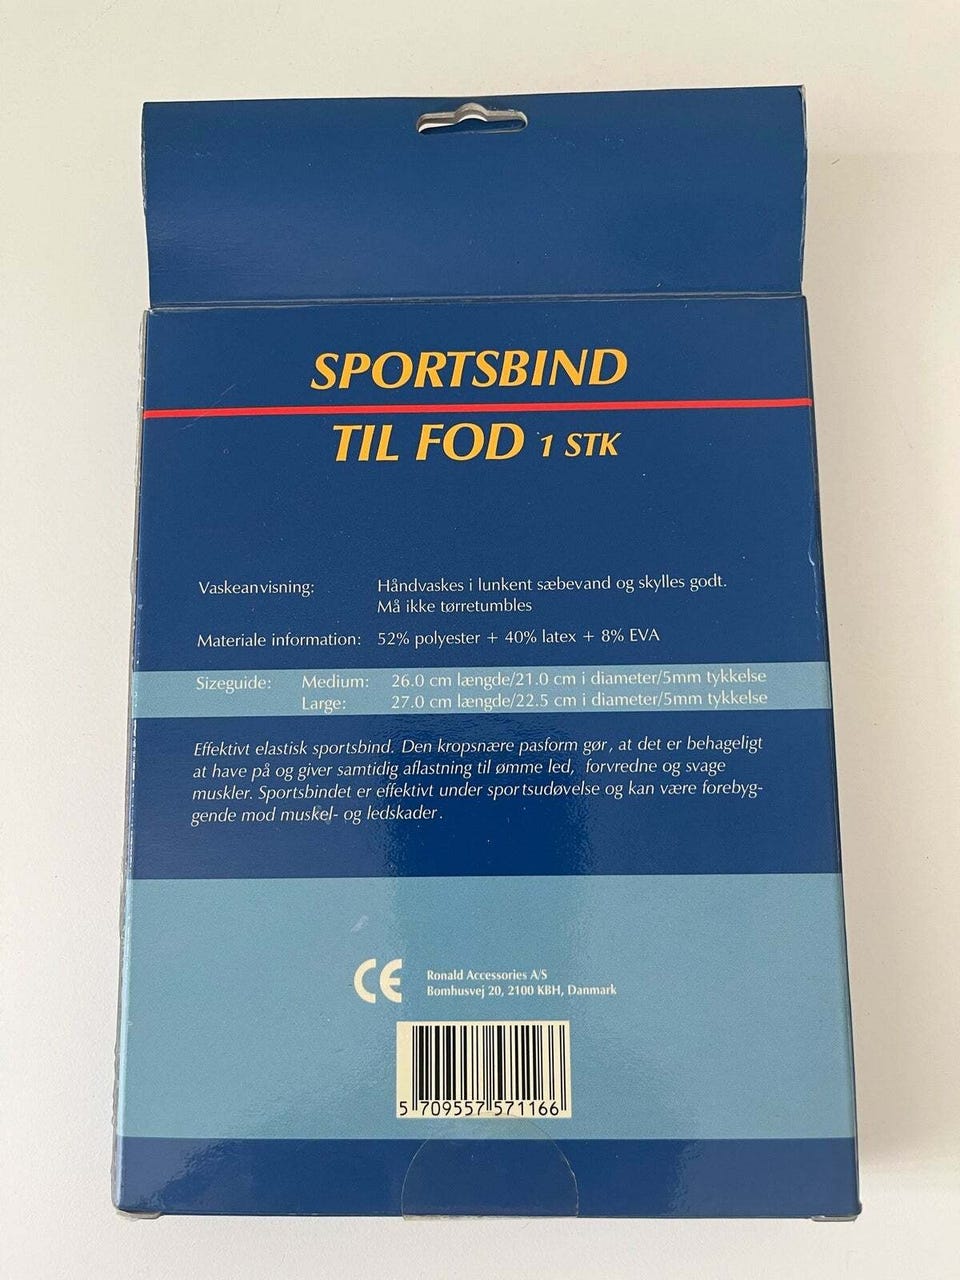 SPORTSBIND
TIL FOD 1 STK
Vaskeanvisning: Håndvaskes i lunkent sæbevand og skylles godt.
Må ikke tørretumbles
Materiale information: 52% polyester + 40% latex + 8% EVA
Sizeguide: Medium: 26.0 cm længde/21.0 cm i diameter/5mm tykkelse
Large: 27.0 cm længde/22.5 cm i diameter/5mm tykkelse
Effektivt elastisk sportsbind. Den kropsnære pasform gør, at det er behageligt
at have på og giver samtidig aflastning til ømme led, forvredne og svage
muskler. Sportsbindet er effektivt under sportsudøvelse og kan være forebyg-
gende mod muskel- og ledskader.
CE
Ronald Accessories A/S
Bomhusvej 20, 2100 KBH, Danmark
5 709557 571166